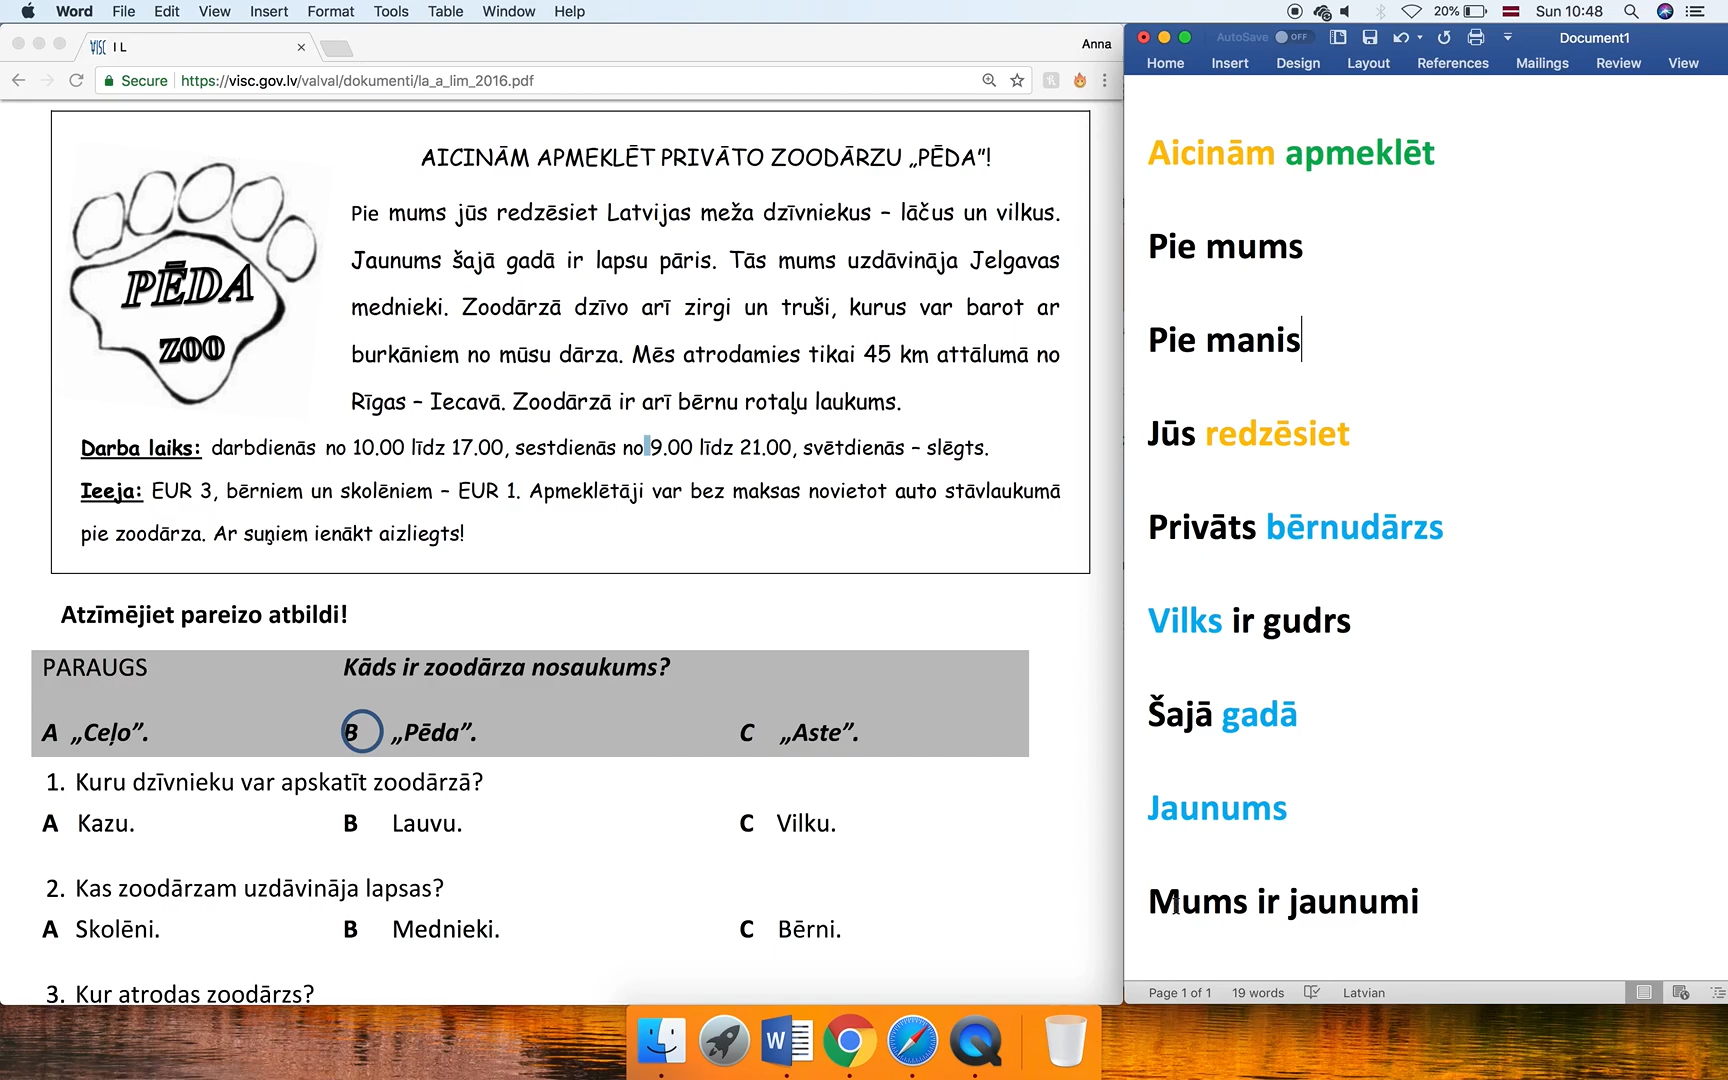 Word File Edit View Insert Format Tools Table Window Help 20% Sun 10:48
I L Anna
Secure https://visc.gov.lv/valval/dokumenti/la_a_lim_2016.pdf
PĒDA
ZOO
AICINĀM APMEKLĒT PRIVĀTO ZOODĀRZU „PĒDA”!
Pie mums jūs redzēsiet Latvijas meža dzīvniekus – lāčus un vilkus.
Jaunums šajā gadā ir lapsu pāris. Tās mums uzdāvināja Jelgavas
mednieki. Zoodārzā dzīvo arī zirgi un truši, kurus var barot ar
burkāniem no mūsu dārza. Mēs atrodamies tikai 45 km attālumā no
Rīgas – Iecavā. Zoodārzā ir arī bērnu rotaļu laukums.
Darba laiks: darbdienās no 10.00 līdz 17.00, sestdienās no 9.00 līdz 21.00, svētdienās – slēgts.
Ieeja: EUR 3, bērniem un skolēniem – EUR 1. Apmeklētāji var bez maksas novietot auto stāvlaukumā
pie zoodārza. Ar suņiem ienākt aizliegts!
Atzīmējiet pareizo atbildi!
PARAUGS Kāds ir zoodārza nosaukums?
A „Ceļo”. B „Pēda”. C „Aste”.
1. Kuru dzīvnieku var apskatīt zoodārzā?
A Kazu. B Lauvu. C Vilku.
2. Kas zoodārzam uzdāvināja lapsas?
A Skolēni. B Mednieki. C Bērni.
3. Kur atrodas zoodārzs?
AutoSave OFF Document1
Home Insert Design Layout References Mailings Review View
Aicinām apmeklēt
Pie mums
Pie manis
Jūs redzēsiet
Privāts bērnudārzs
Vilks ir gudrs
Šajā gadā
Jaunums
Mums ir jaunumi
Page 1 of 1 19 words Latvian
W